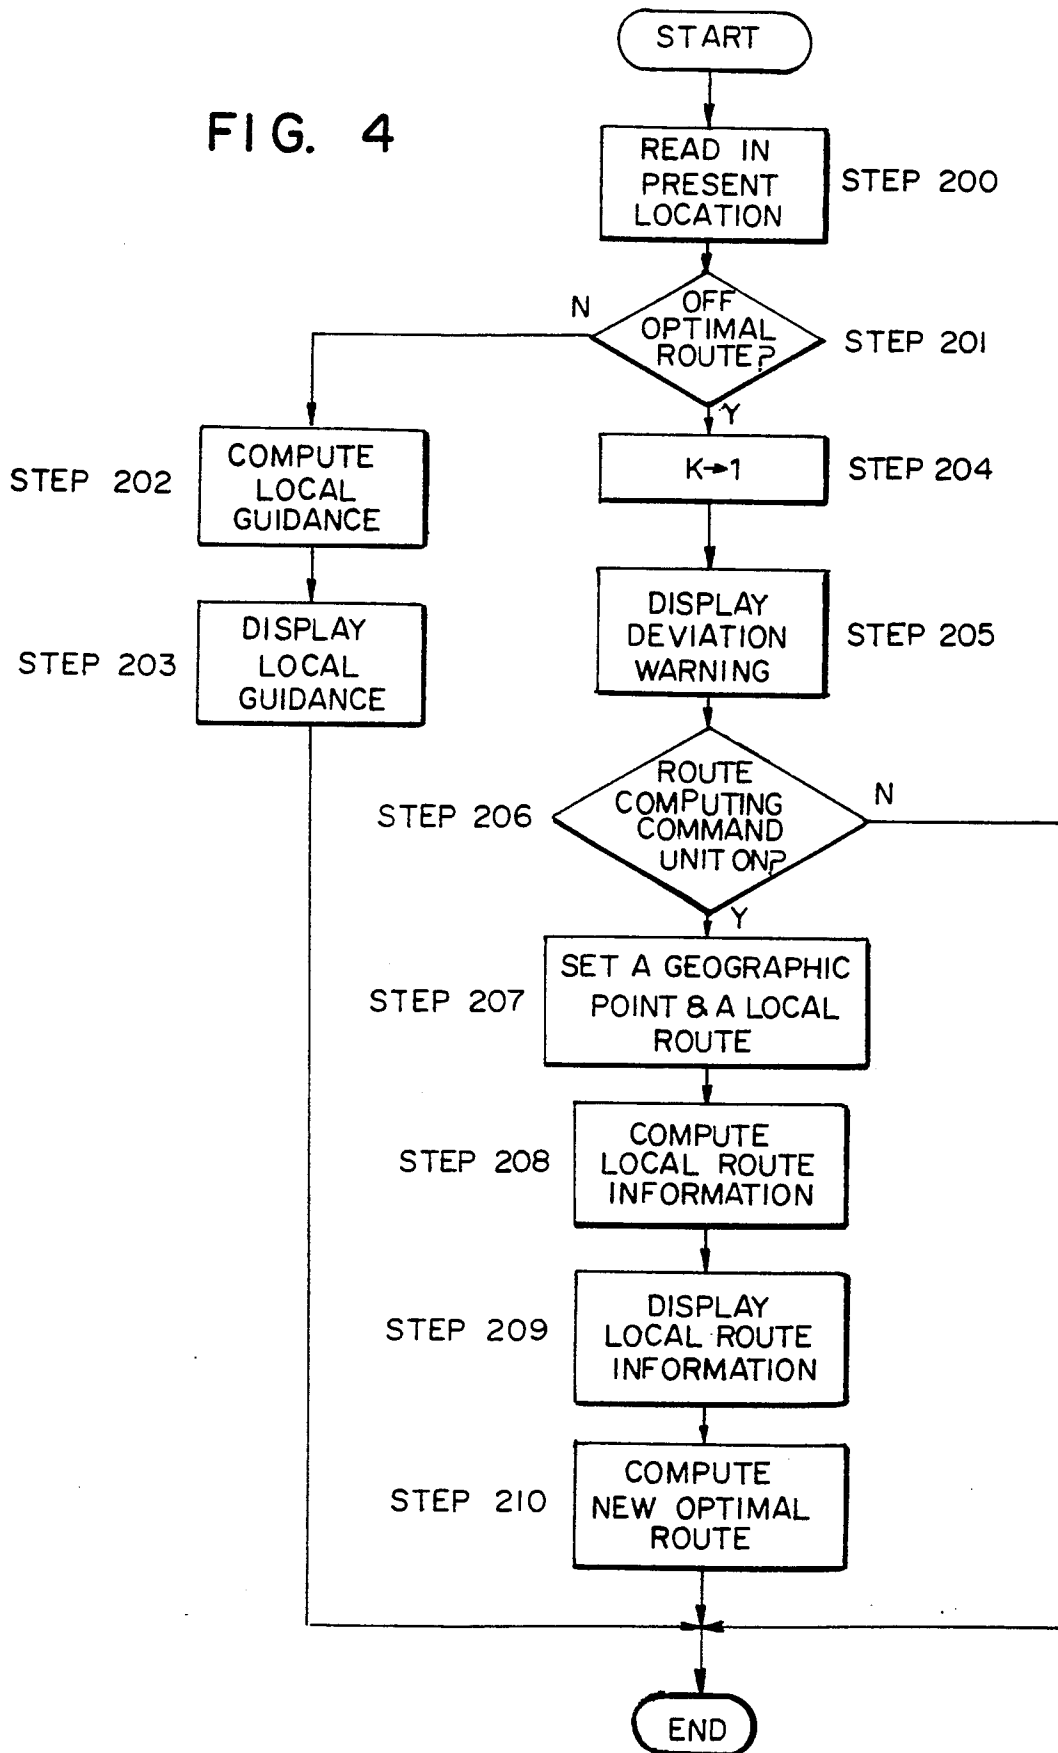 START
FIG. 4
READ IN
PRESENT
LOCATION
STEP 200
N
OFF
OPTIMAL
ROUTE?
STEP 201
Y
STEP 202
COMPUTE
LOCAL
GUIDANCE
K→1
STEP 204
STEP 203
DISPLAY
LOCAL
GUIDANCE
DISPLAY
DEVIATION
WARNING
STEP 205
STEP 206
ROUTE
COMPUTING
COMMAND
UNIT ON?
N
Y
STEP 207
SET A GEOGRAPHIC
POINT & A LOCAL
ROUTE
STEP 208
COMPUTE
LOCAL ROUTE
INFORMATION
STEP 209
DISPLAY
LOCAL ROUTE
INFORMATION
STEP 210
COMPUTE
NEW OPTIMAL
ROUTE
END